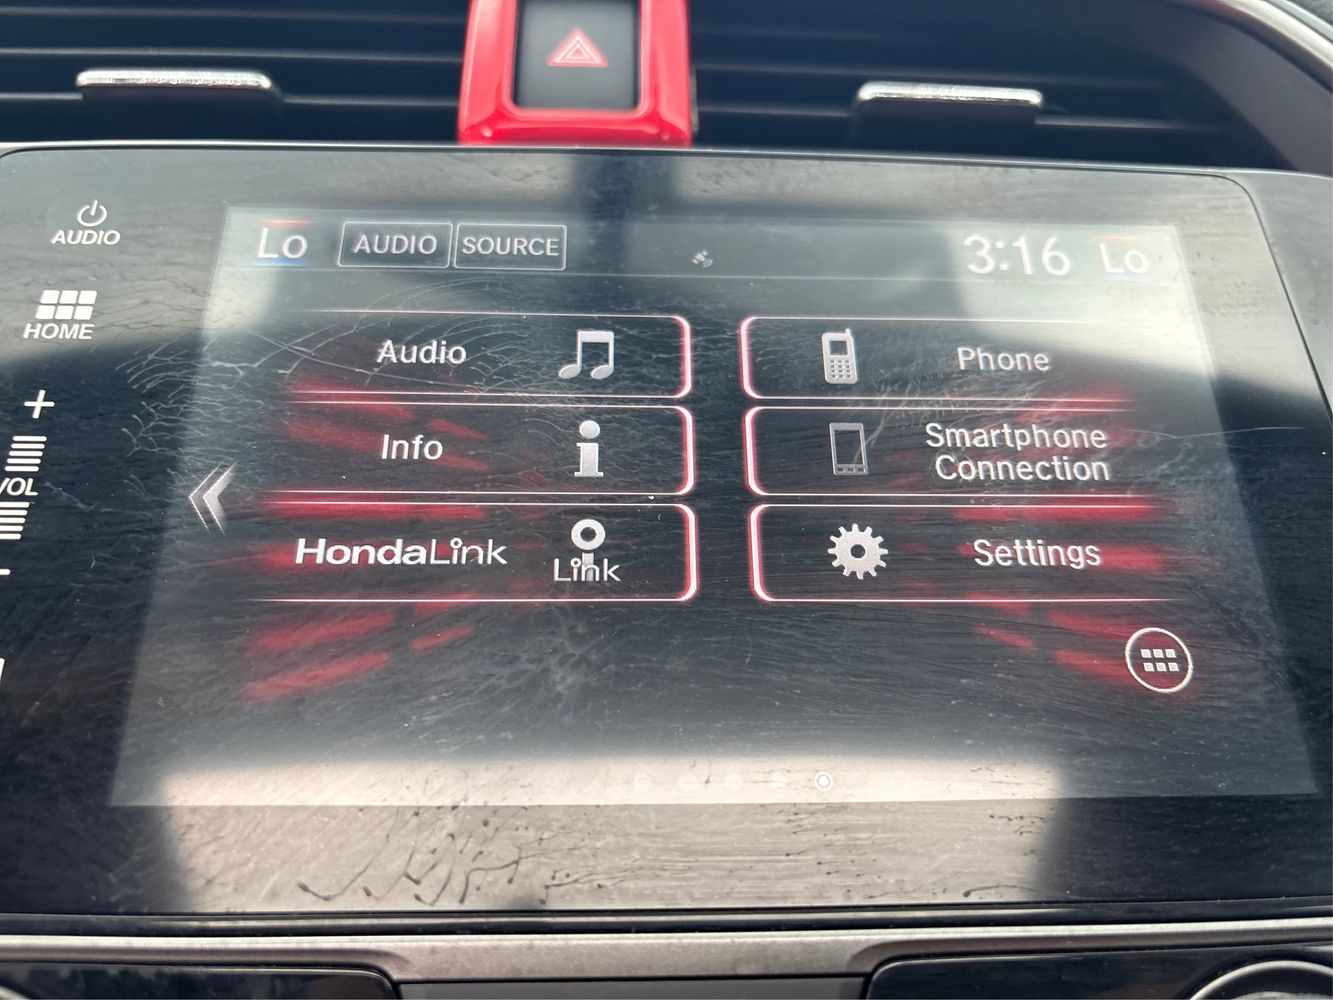 AUDIO
HOME
VOL
Lo AUDIO SOURCE 3:16 Lo
Audio
Phone
Info
Smartphone
Connection
HondaLink
Link
Settings